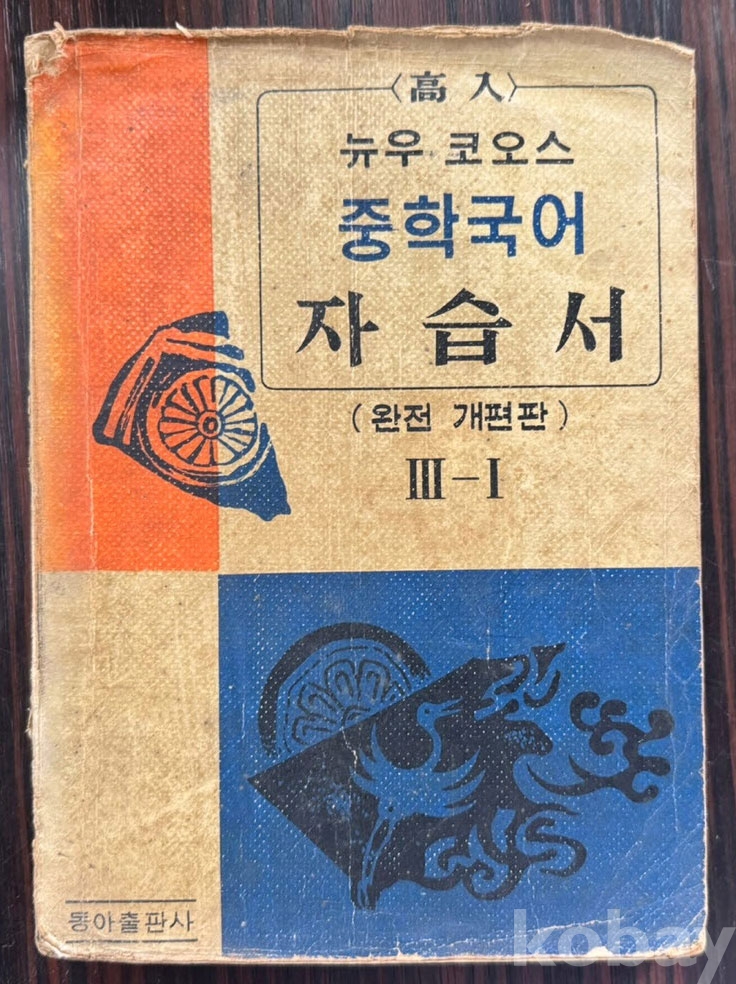 〈高入〉
뉴우 코오스
중학국어
자습서
(완전 개편판)
III-I
동아출판사
kobay